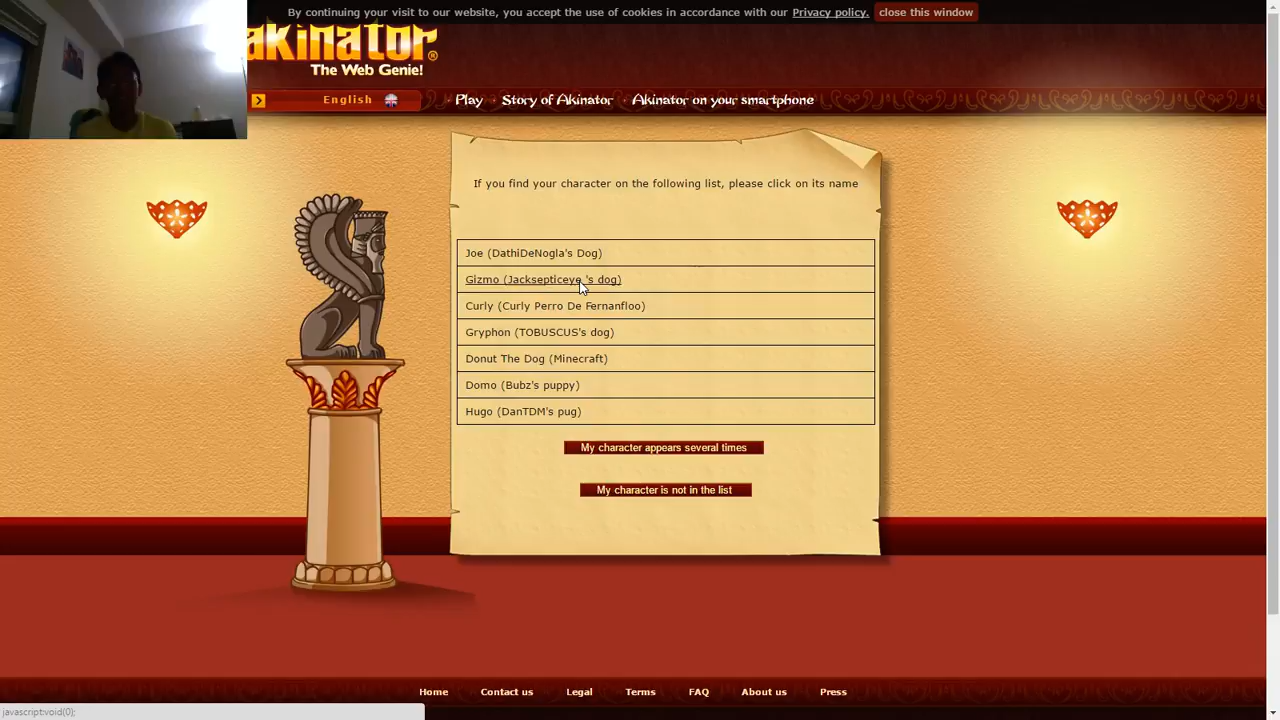 By continuing your visit to our website, you accept the use of cookies in accordance with our Privacy policy. close this window
akinator®
The Web Genie!
English
Play · Story of Akinator · Akinator on your smartphone
If you find your character on the following list, please click on its name
Joe (DathiDeNogla's Dog)
Gizmo (Jacksepticeye 's dog)
Curly (Curly Perro De Fernanfloo)
Gryphon (TOBUSCUS's dog)
Donut The Dog (Minecraft)
Domo (Bubz's puppy)
Hugo (DanTDM's pug)
My character appears several times
My character is not in the list
Home Contact us Legal Terms FAQ About us Press
javascript:void(0);